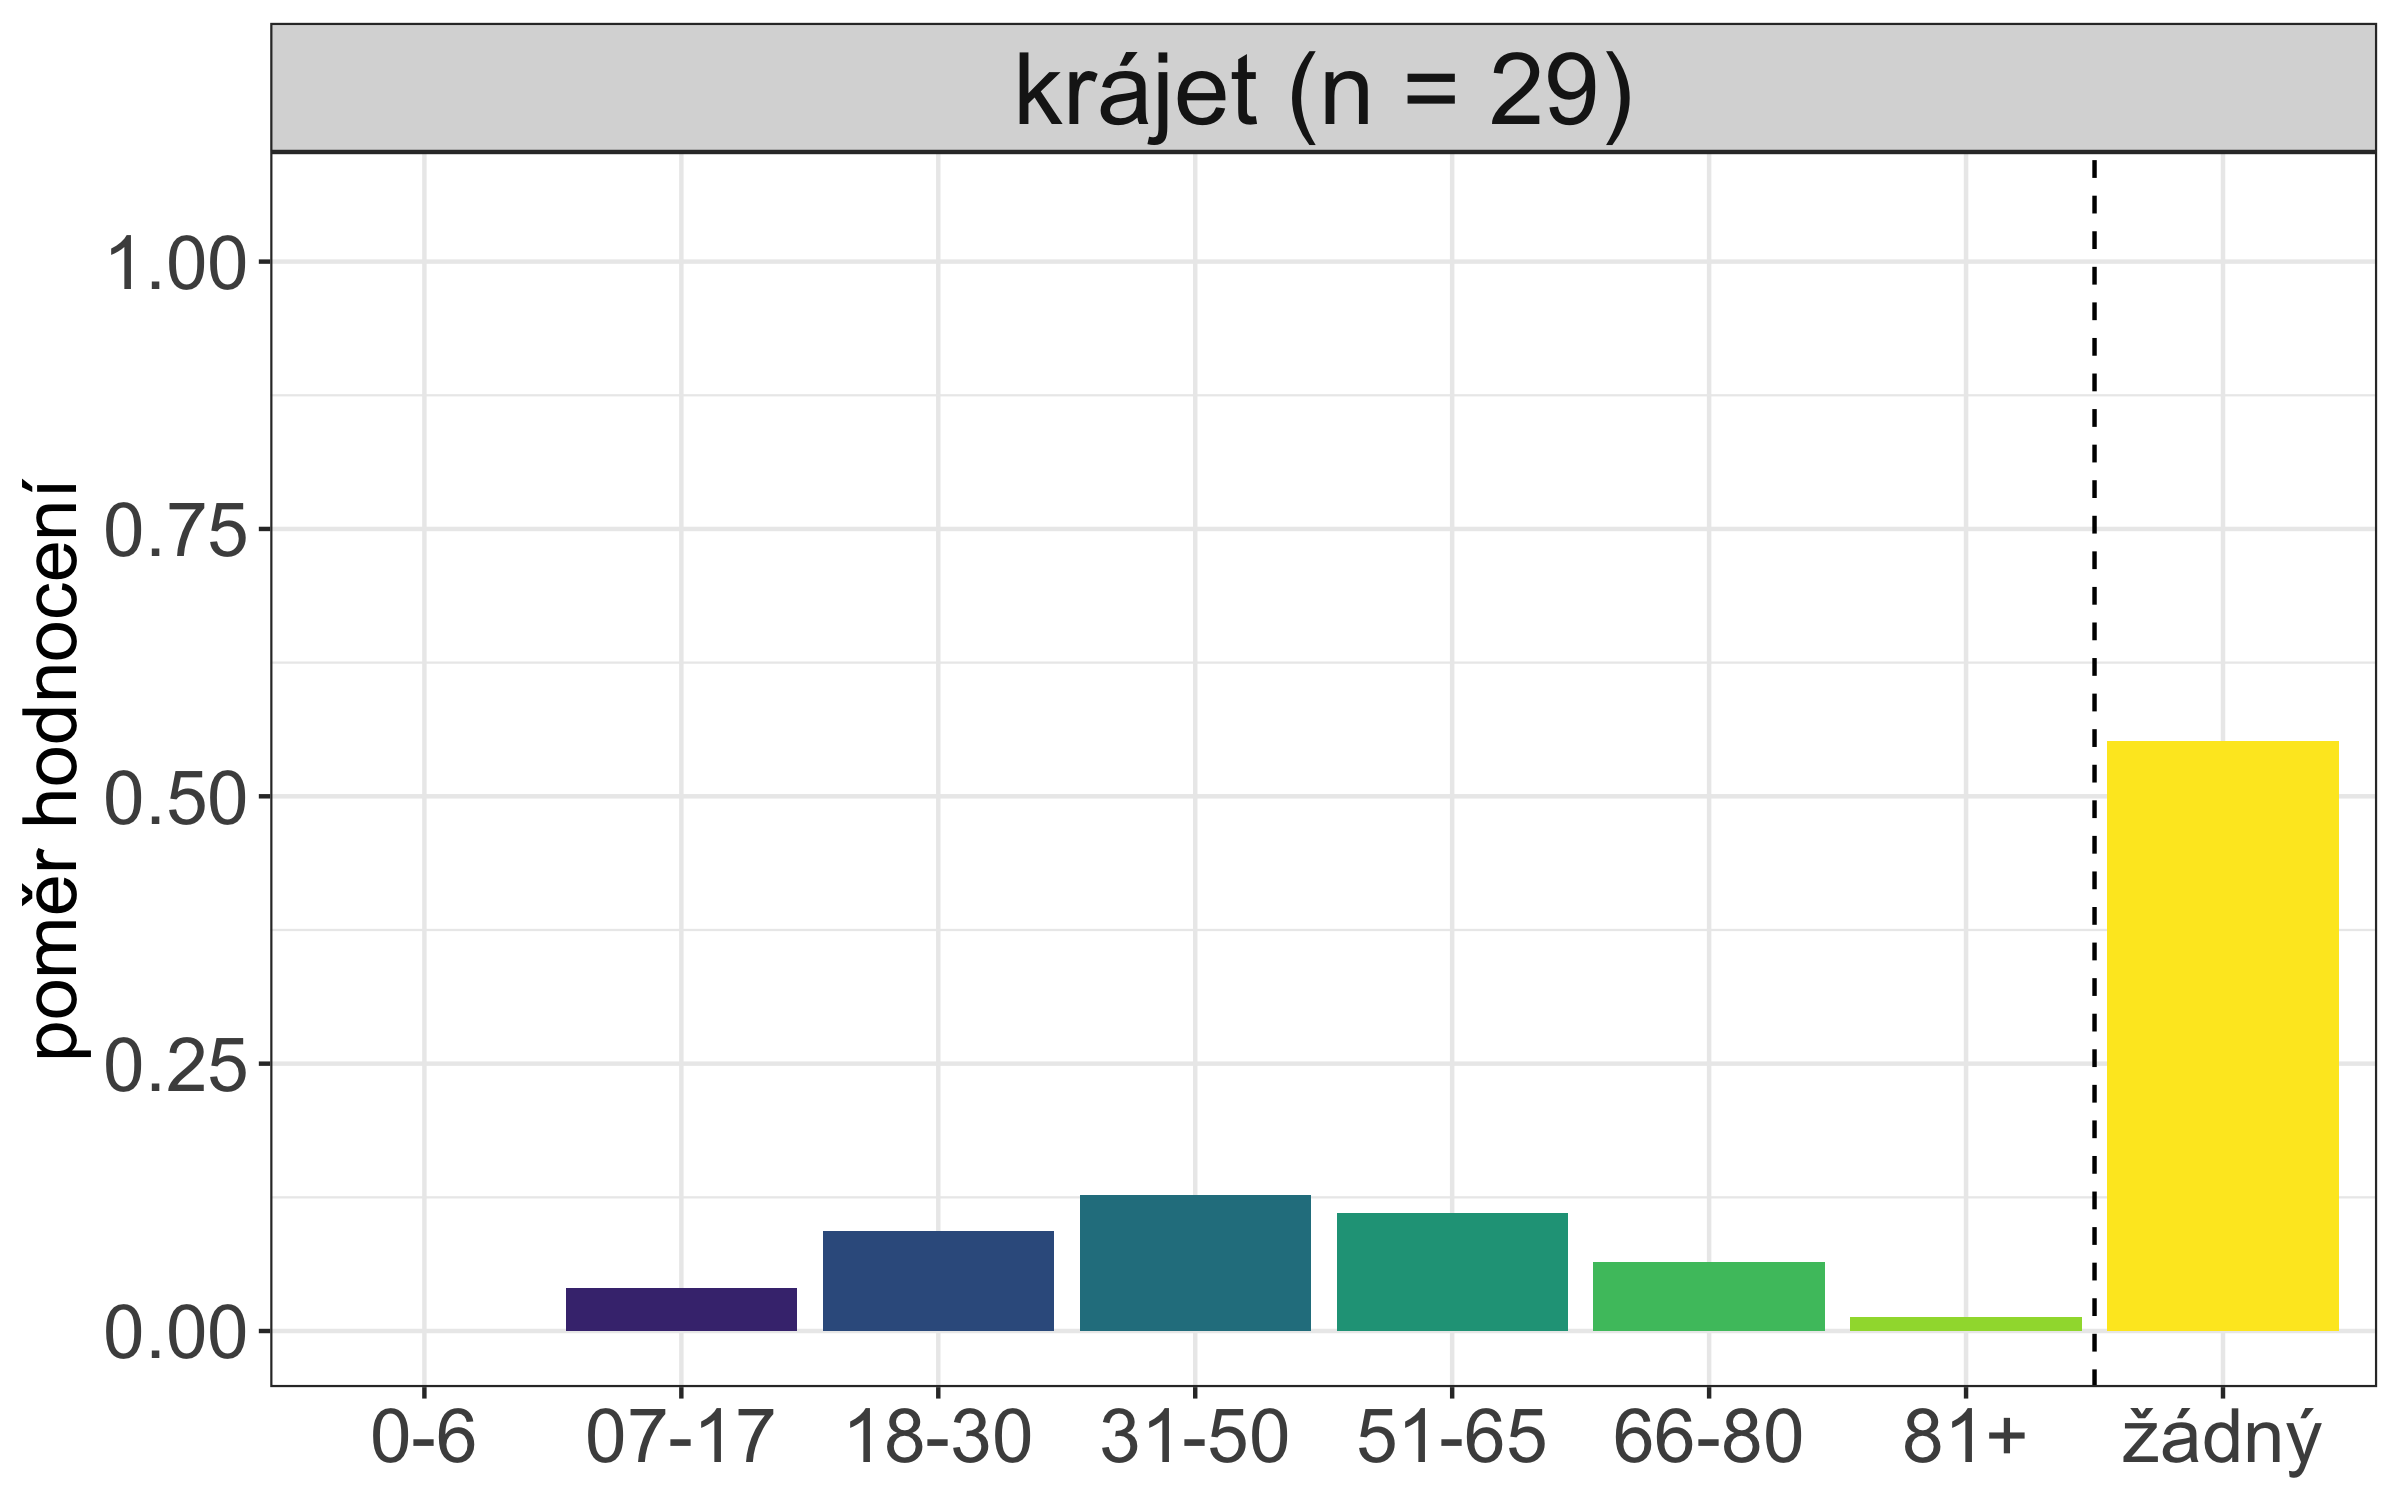 krájet (n = 29)
poměr hodnocení
1.00
0.75
0.50
0.25
0.00
0-6 07-17 18-30 31-50 51-65 66-80 81+ žádný